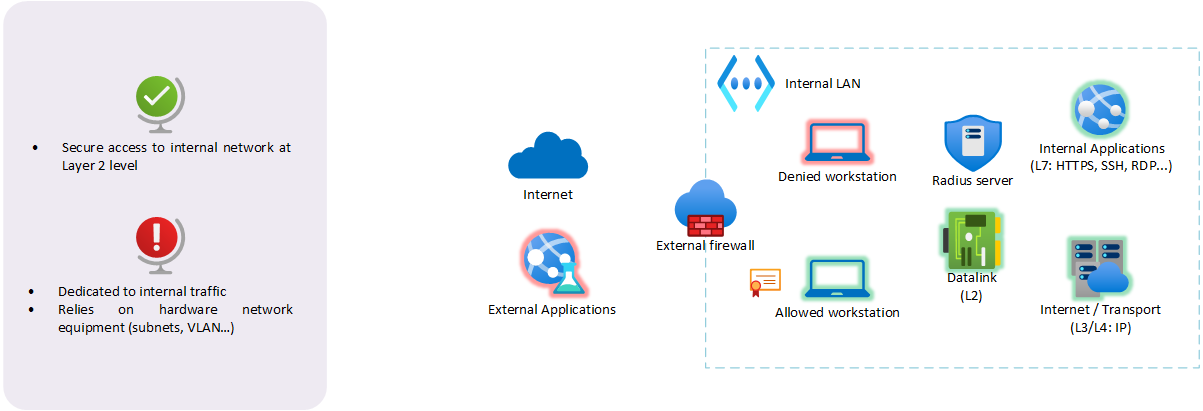 • Secure access to internal network at
Layer 2 level
• Dedicated to internal traffic
• Relies on hardware network
equipment (subnets, VLAN...)
Internet
External Applications
External firewall
Internal LAN
Denied workstation
Allowed workstation
Radius server
Datalink
(L2)
Internal Applications
(L7: HTTPS, SSH, RDP...)
Internet / Transport
(L3/L4: IP)